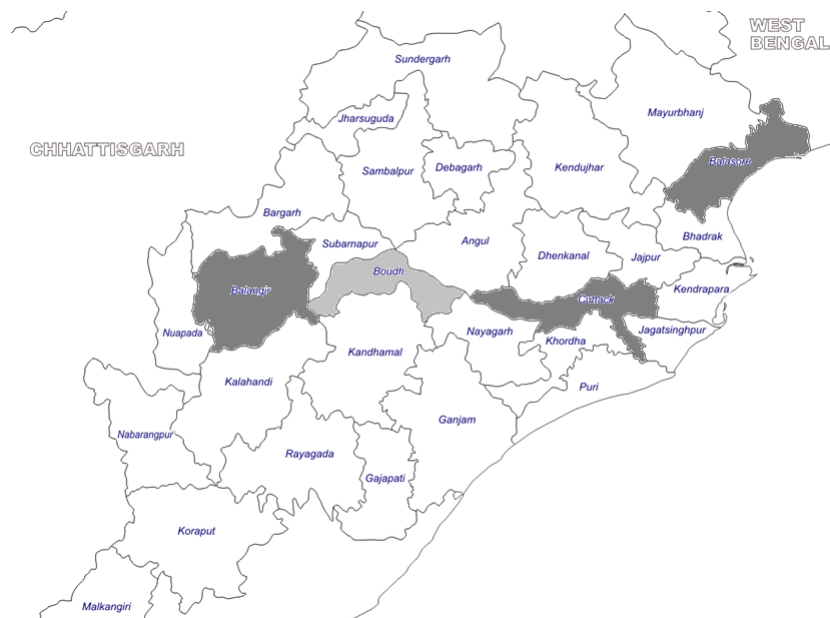 WEST
BENGAL
Sundergarh
Mayurbhanj
Jharsuguda
CHHATTISGARH
Balasore
Sambalpur
Debagarh
Kendujhar
Bargarh
Subarnapur
Angul
Bhadrak
Dhenkanal
Jajpur
Boudh
Balangir
Kendrapara
Cuttack
Nuapada
Nayagarh
Jagatsinghpur
Khordha
Kandhamal
Kalahandi
Puri
Ganjam
Nabarangpur
Rayagada
Gajapati
Koraput
Malkangiri